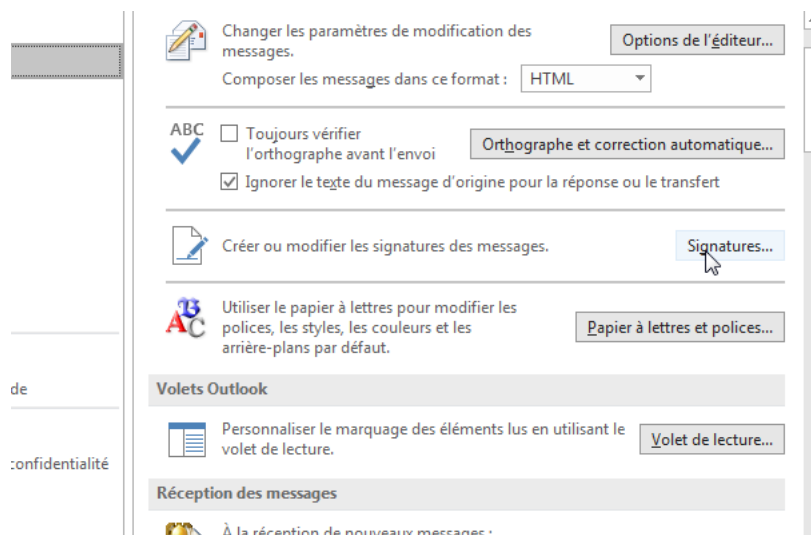 Changer les paramètres de modification des
messages.
Options de l'éditeur...
Composer les messages dans ce format :
HTML
ABC
Toujours vérifier
l'orthographe avant l'envoi
Orthographe et correction automatique...
Ignorer le texte du message d'origine pour la réponse ou le transfert
Créer ou modifier les signatures des messages.
Signatures...
Utiliser le papier à lettres pour modifier les
polices, les styles, les couleurs et les
arrière-plans par défaut.
Papier à lettres et polices...
de
Volets Outlook
Personnaliser le marquage des éléments lus en utilisant le
volet de lecture.
Volet de lecture...
confidentialité
Réception des messages
À la réception de nouveaux messages :